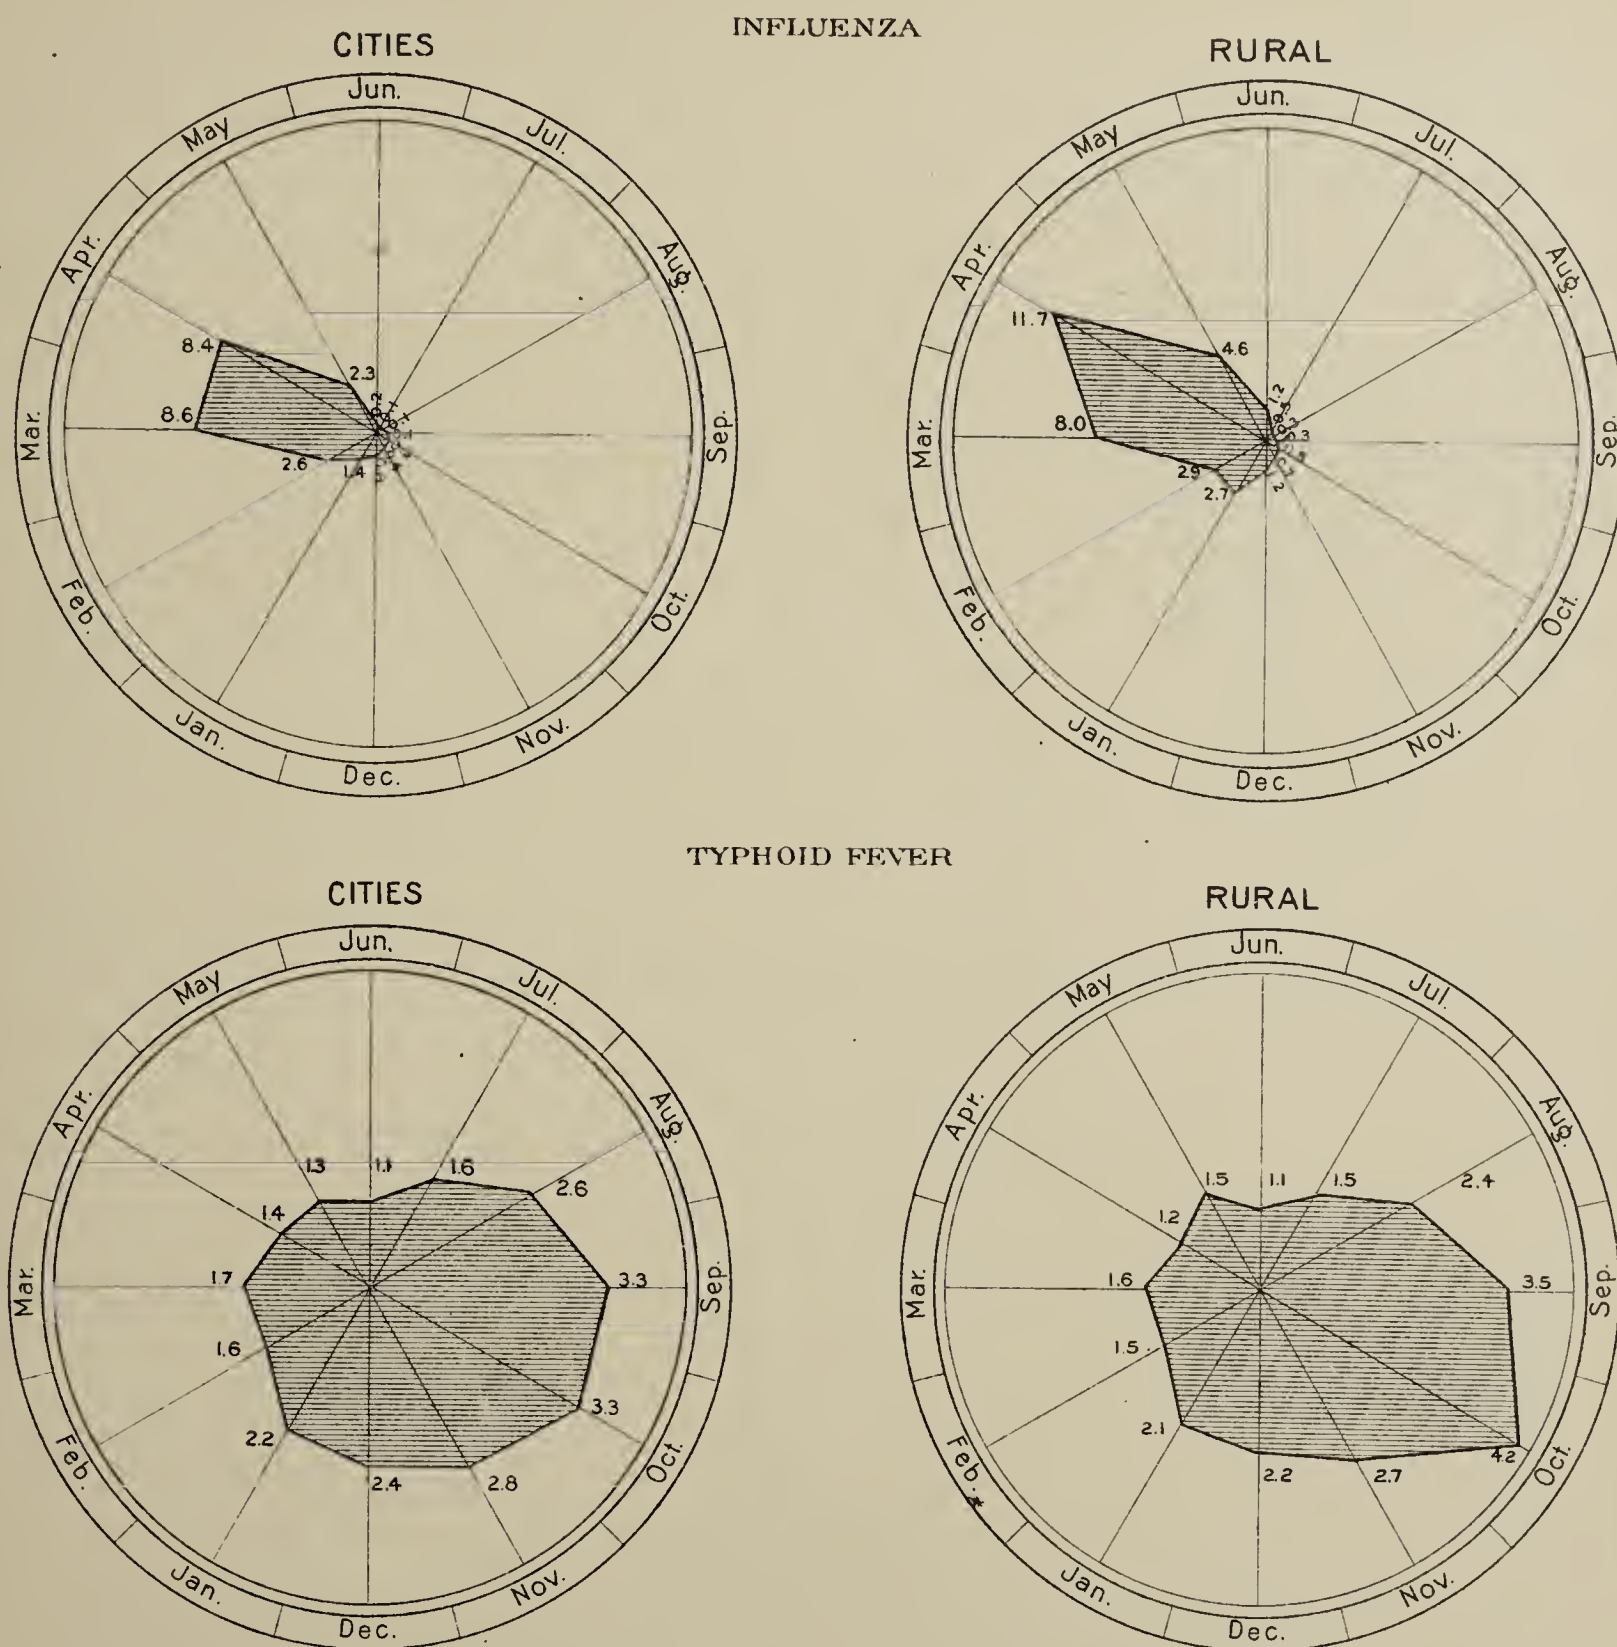 INFLUENZA
CITIES
Jun.
Jul.
Aug.
Sep.
Oct.
Nov.
Dec.
Jan.
Feb.
Mar.
Apr.
May
8.4
2.3
8.6
2.6
1.4
RURAL
Jun.
Jul.
Aug.
Sep.
Oct.
Nov.
Dec.
Jan.
Feb.
Mar.
Apr.
May
11.7
4.6
1.2
8.0
2.9
2.7
TYPHOID FEVER
CITIES
Jun.
Jul.
Aug.
Sep.
Oct.
Nov.
Dec.
Jan.
Feb.
Mar.
Apr.
May
1.1
1.6
2.6
3.3
3.3
2.8
2.4
2.2
1.6
1.7
1.4
1.3
RURAL
Jun.
Jul.
Aug.
Sep.
Oct.
Nov.
Dec.
Jan.
Feb.
Mar.
Apr.
May
1.1
1.5
2.4
3.5
4.2
2.7
2.2
2.1
1.5
1.6
1.2
1.5